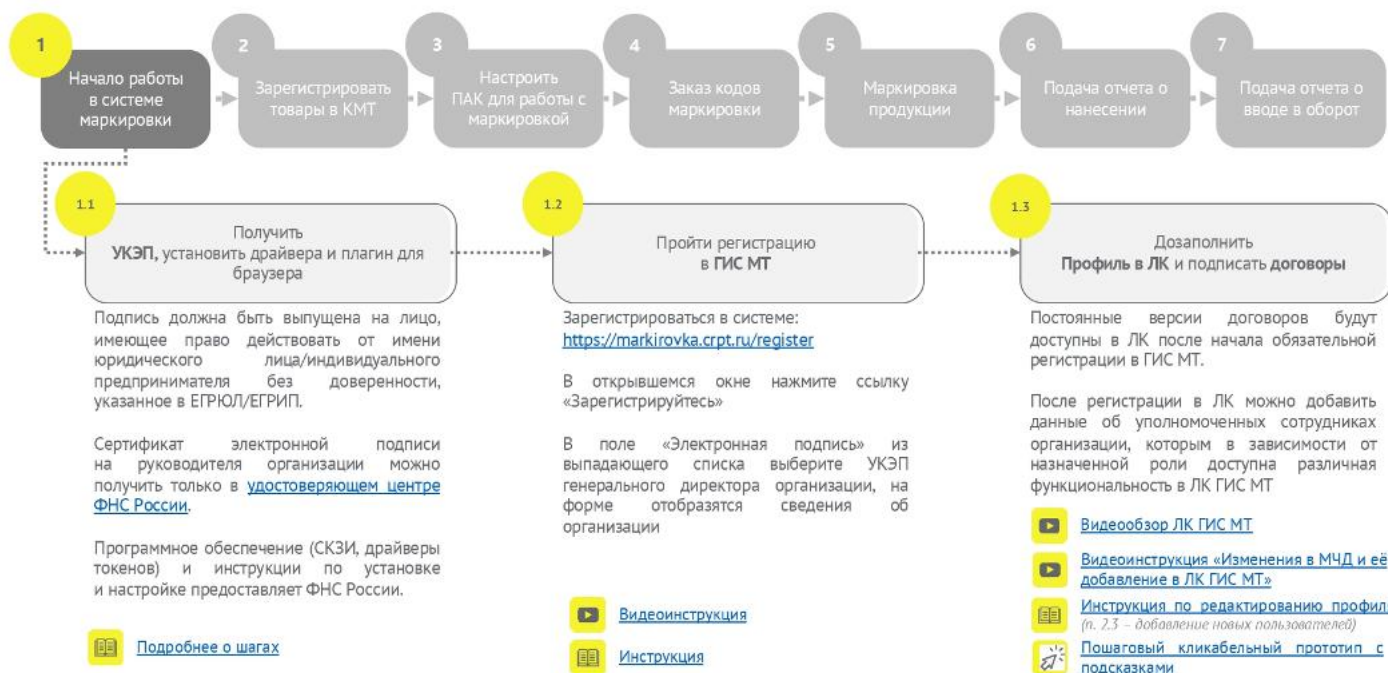 1
Начало работы
в системе
маркировки
2
Зарегистрировать
товары в КМТ
3
Настроить
ПАК для работы с
маркировкой
4
Заказ кодов
маркировки
5
Маркировка
продукции
6
Подача отчета о
нанесении
7
Подача отчета о
вводе в оборот
1.1
Получить
УКЭП, установить драйвера и плагин для
браузера
Подпись должна быть выпущена на лицо,
имеющее право действовать от имени
юридического лица/индивидуального
предпринимателя без доверенности,
указанное в ЕГРЮЛ/ЕГРИП.
Сертификат электронной подписи
на руководителя организации можно
получить только в удостоверяющем центре
ФНС России.
Программное обеспечение (СКЗИ, драйверы
токенов) и инструкции по установке
и настройке предоставляет ФНС России.
Подробнее о шагах
1.2
Пройти регистрацию
в ГИС МТ
Зарегистрироваться в системе:
https://markirovka.crpt.ru/register
В открывшемся окне нажмите ссылку
«Зарегистрируйтесь»
В поле «Электронная подпись» из
выпадающего списка выберите УКЭП
генерального директора организации, на
форме отобразятся сведения об
организации
Видеоинструкция
Инструкция
1.3
Дозаполнить
Профиль в ЛК и подписать договоры
Постоянные версии договоров будут
доступны в ЛК после начала обязательной
регистрации в ГИС МТ.
После регистрации в ЛК можно добавить
данные об уполномоченных сотрудниках
организации, которым в зависимости от
назначенной роли доступна различная
функциональность в ЛК ГИС МТ
Видеообзор ЛК ГИС МТ
Видеоинструкция «Изменения в МЧД и её
добавление в ЛК ГИС МТ»
Инструкция по редактированию профил
(п. 2.3 – добавление новых пользователей)
Пошаговый кликабельный прототип с
подсказками